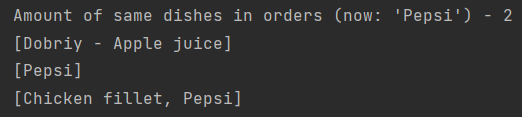 Amount of same dishes in orders (now: 'Pepsi') - 2
[Dobriy - Apple juice]
[Pepsi]
[Chicken fillet, Pepsi]